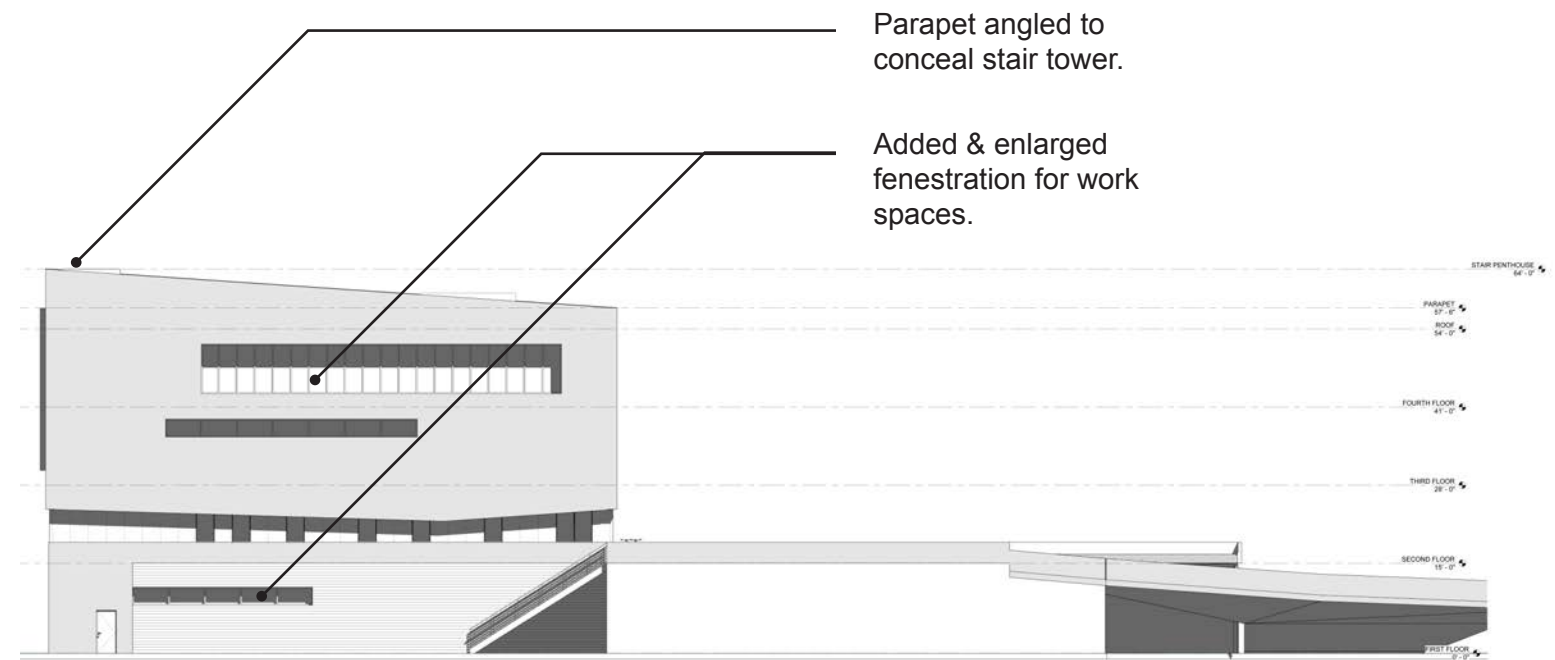 Parapet angled to
conceal stair tower.
Added & enlarged
fenestration for work
spaces.
STAIR PENTHOUSE
64' - 0"
PARAPET
57' - 6"
ROOF
54' - 0"
FOURTH FLOOR
41' - 0"
THIRD FLOOR
28' - 0"
SECOND FLOOR
15' - 0"
FIRST FLOOR
0' - 0"